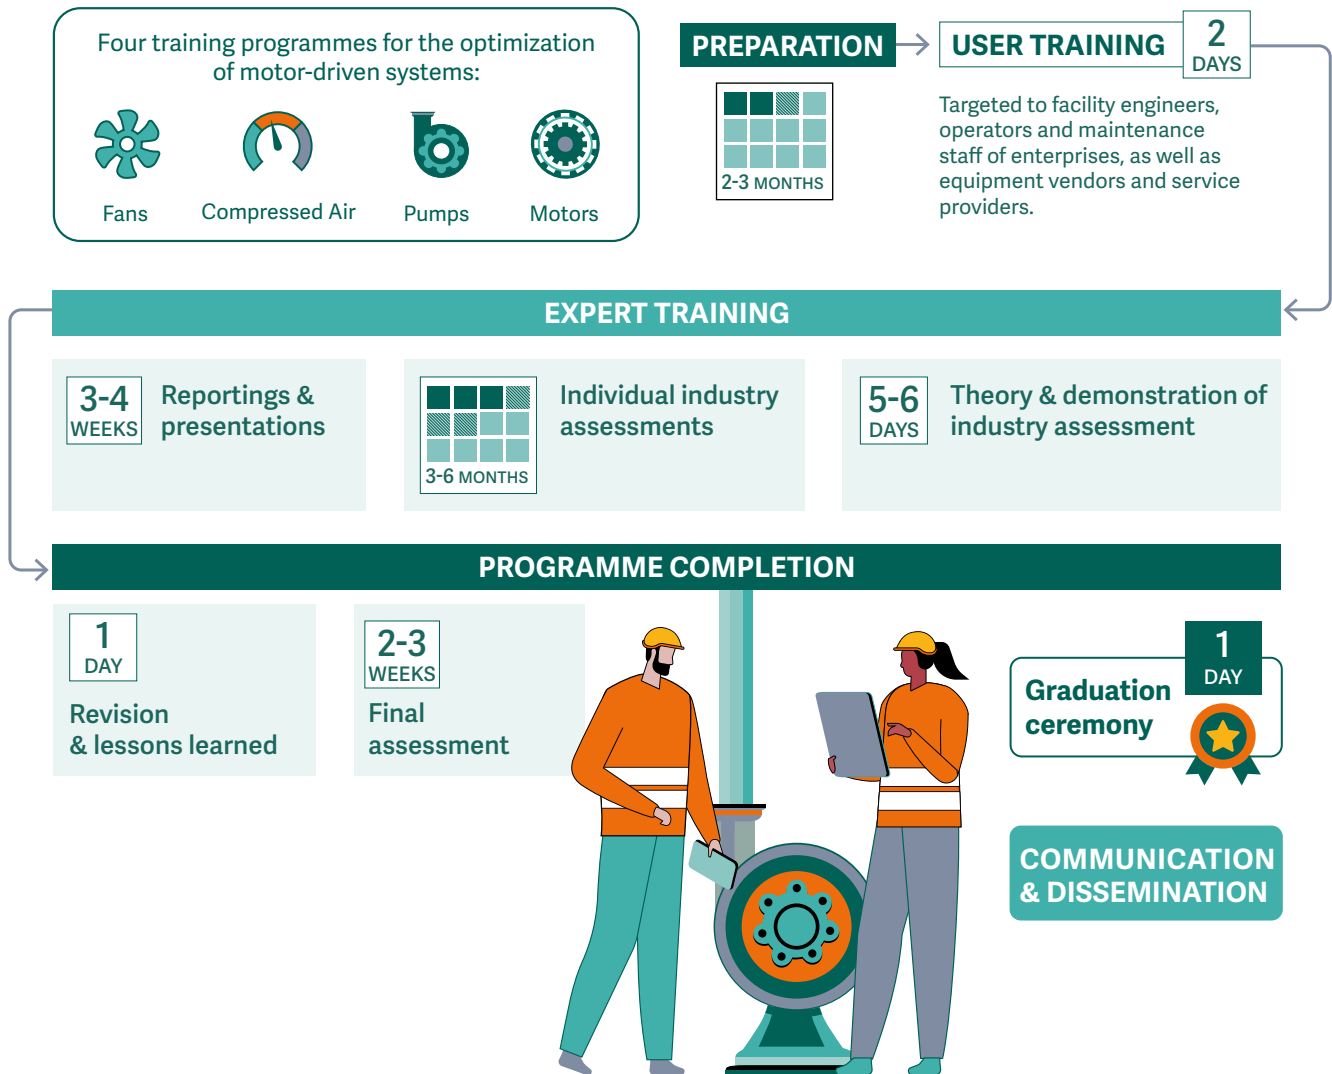 Four training programmes for the optimization
of motor-driven systems:
Fans
Compressed Air
Pumps
Motors
PREPARATION
2-3 MONTHS
USER TRAINING
2
DAYS
Targeted to facility engineers,
operators and maintenance
staff of enterprises, as well as
equipment vendors and service
providers.
EXPERT TRAINING
3-4
WEEKS
Reportings &
presentations
3-6 MONTHS
Individual industry
assessments
5-6
DAYS
Theory & demonstration of
industry assessment
PROGRAMME COMPLETION
1
DAY
Revision
& lessons learned
2-3
WEEKS
Final
assessment
1
DAY
Graduation
ceremony
COMMUNICATION
& DISSEMINATION